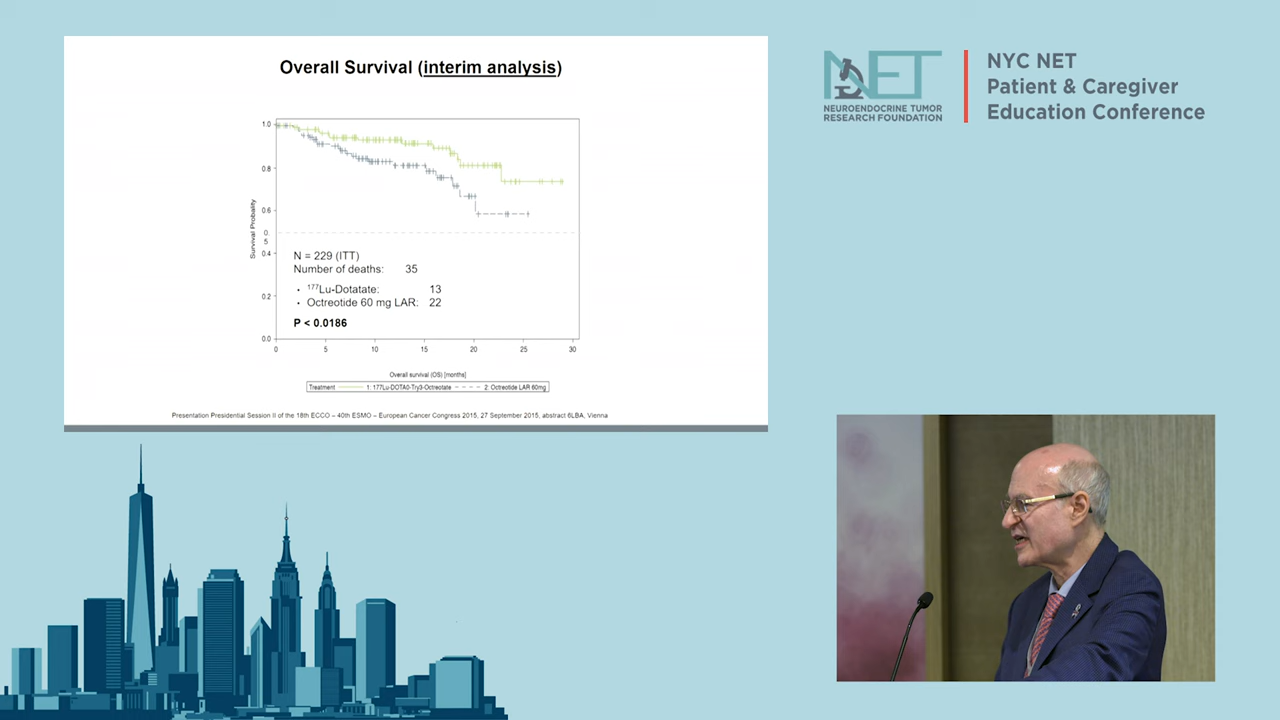 Overall Survival (interim analysis)
1.0
0.8
0.6
0.
5
0.4
0.2
0.0
Survival Probality
N = 229 (ITT)
Number of deaths: 35
• 177Lu-Dotatate: 13
• Octreotide 60 mg LAR: 22
P < 0.0186
0 5 10 15 20 25 30
Overall survival (OS) [months]
Treatment 1: 177Lu-DOTA0-Tyr3-Octreotate 2: Octreotide LAR 60mg
Presentation Presidential Session II of the 18th ECCO – 40th ESMO – European Cancer Congress 2015, 27 September 2015, abstract 6LBA, Vienna
NET
NEUROENDOCRINE TUMOR
RESEARCH FOUNDATION
NYC NET
Patient & Caregiver
Education Conference